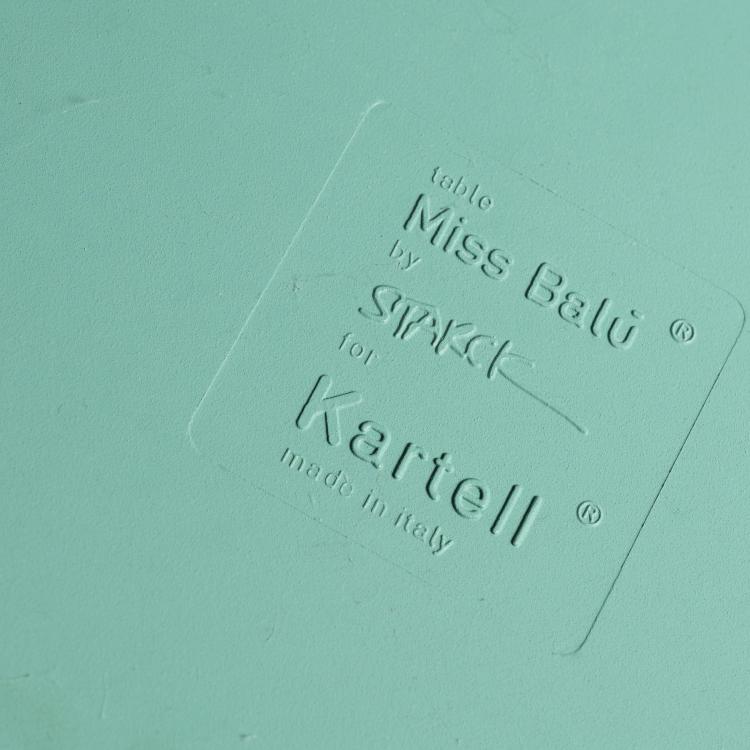 table
Miss Balù ®
by
STARCK
for
Kartell ®
made in italy